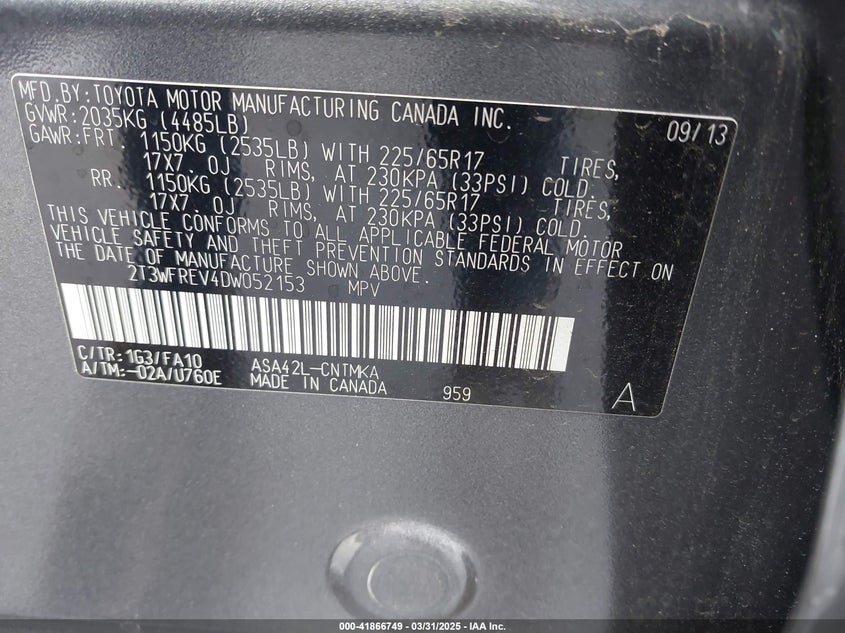 MFD.BY:TOYOTA MOTOR MANUFACTURING CANADA INC.
GVWR:2035KG (4485LB) 09/13
GAWR:FRT. 1150KG (2535LB) WITH 225/65R17 TIRES,
17X7.0J RIMS, AT 230KPA (33PSI) COLD.
RR. 1150KG (2535LB) WITH 225/65R17 TIRES,
17X7.0J RIMS, AT 230KPA (33PSI) COLD.
THIS VEHICLE CONFORMS TO ALL APPLICABLE FEDERAL MOTOR
VEHICLE SAFETY AND THEFT PREVENTION STANDARDS IN EFFECT ON
THE DATE OF MANUFACTURE SHOWN ABOVE.
2T3WFREV4DW052153 MPV
C/TR:1G3/FA10 ASA42L-CNTMKA
A/TM:-02A/U760E MADE IN CANADA 959 A
000-41866749 - 03/31/2025 - IAA Inc.